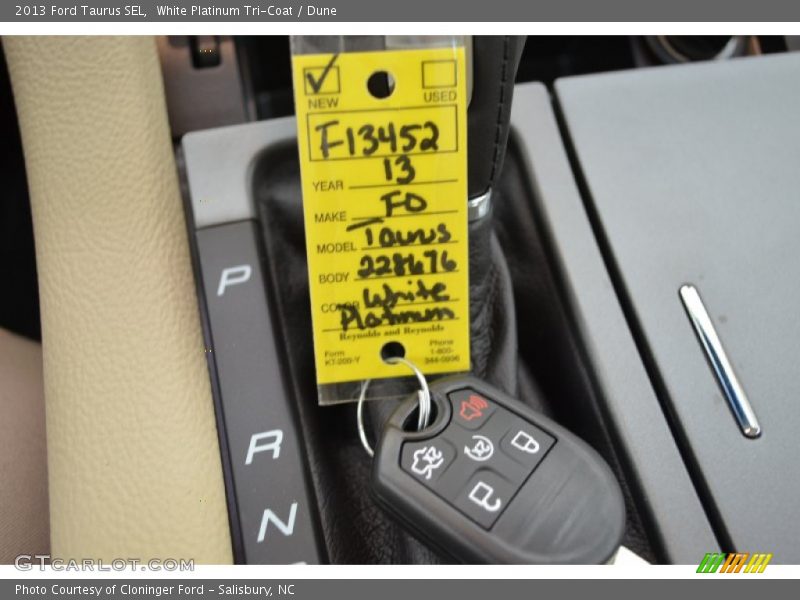 2013 Ford Taurus SEL,  White Platinum Tri-Coat / Dune
NEW USED
F13452
YEAR 13
MAKE FO
MODEL Taurus
BODY 228676
COLOR White
Platinum
Reynolds and Reynolds
Form Phone
KT-200-Y 1-800-
344-0996
P
R
N
GTCARLOT.COM
Photo Courtesy of Cloninger Ford - Salisbury, NC